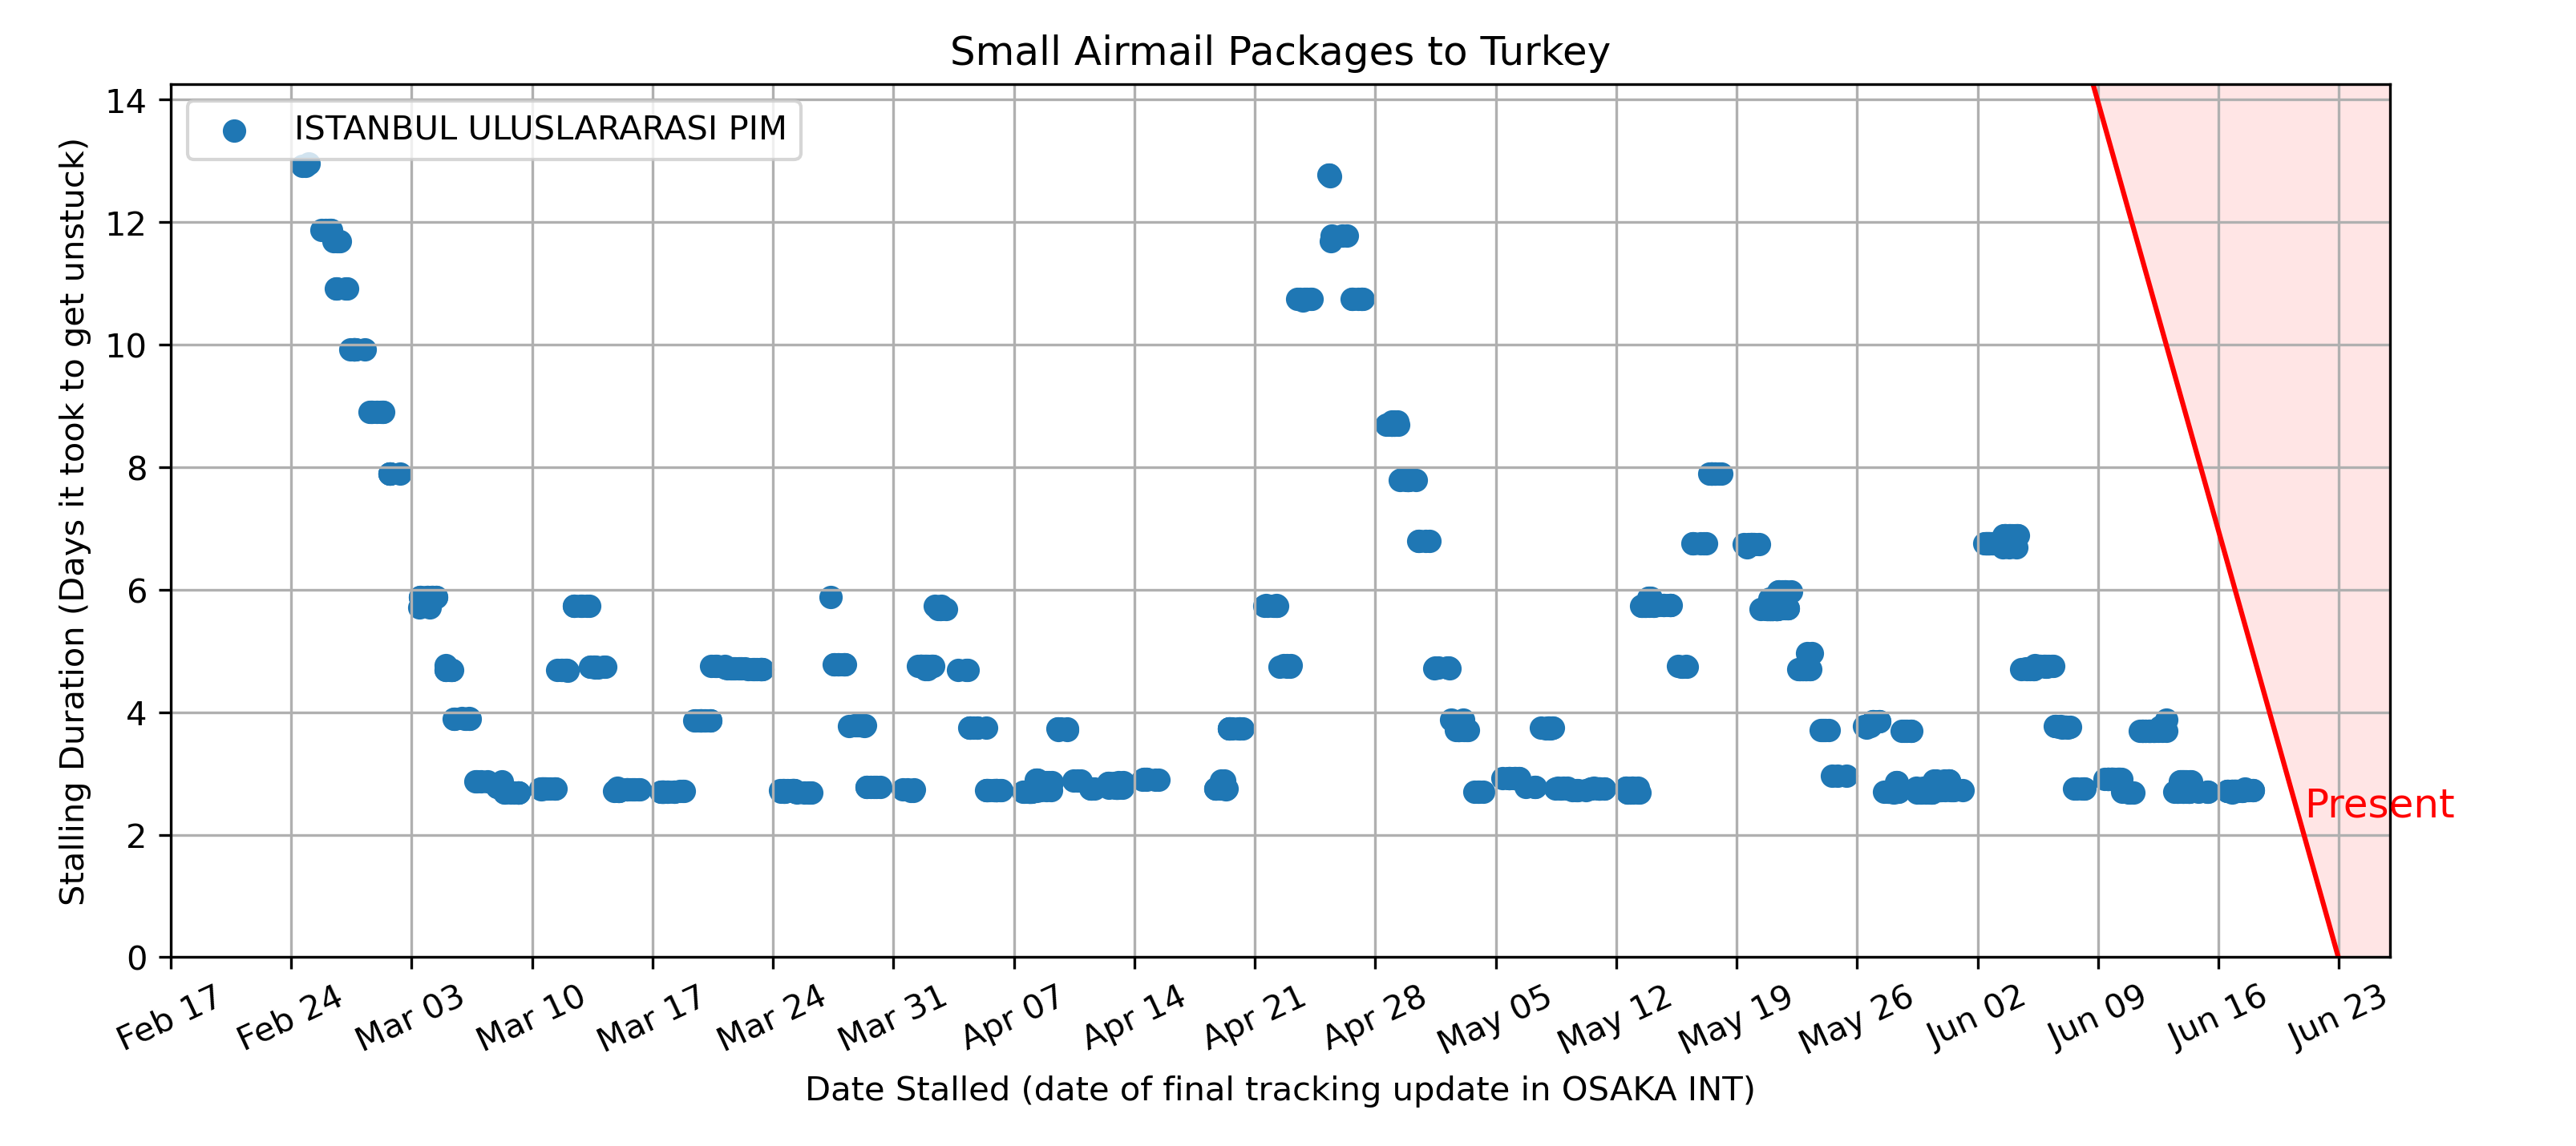 Small Airmail Packages to Turkey
ISTANBUL ULUSLARARASI PIM
Stalling Duration (Days it took to get unstuck)
14
12
10
8
6
4
2
0
Present
Feb 17
Feb 24
Mar 03
Mar 10
Mar 17
Mar 24
Mar 31
Apr 07
Apr 14
Apr 21
Apr 28
May 05
May 12
May 19
May 26
Jun 02
Jun 09
Jun 16
Jun 23
Date Stalled (date of final tracking update in OSAKA INT)